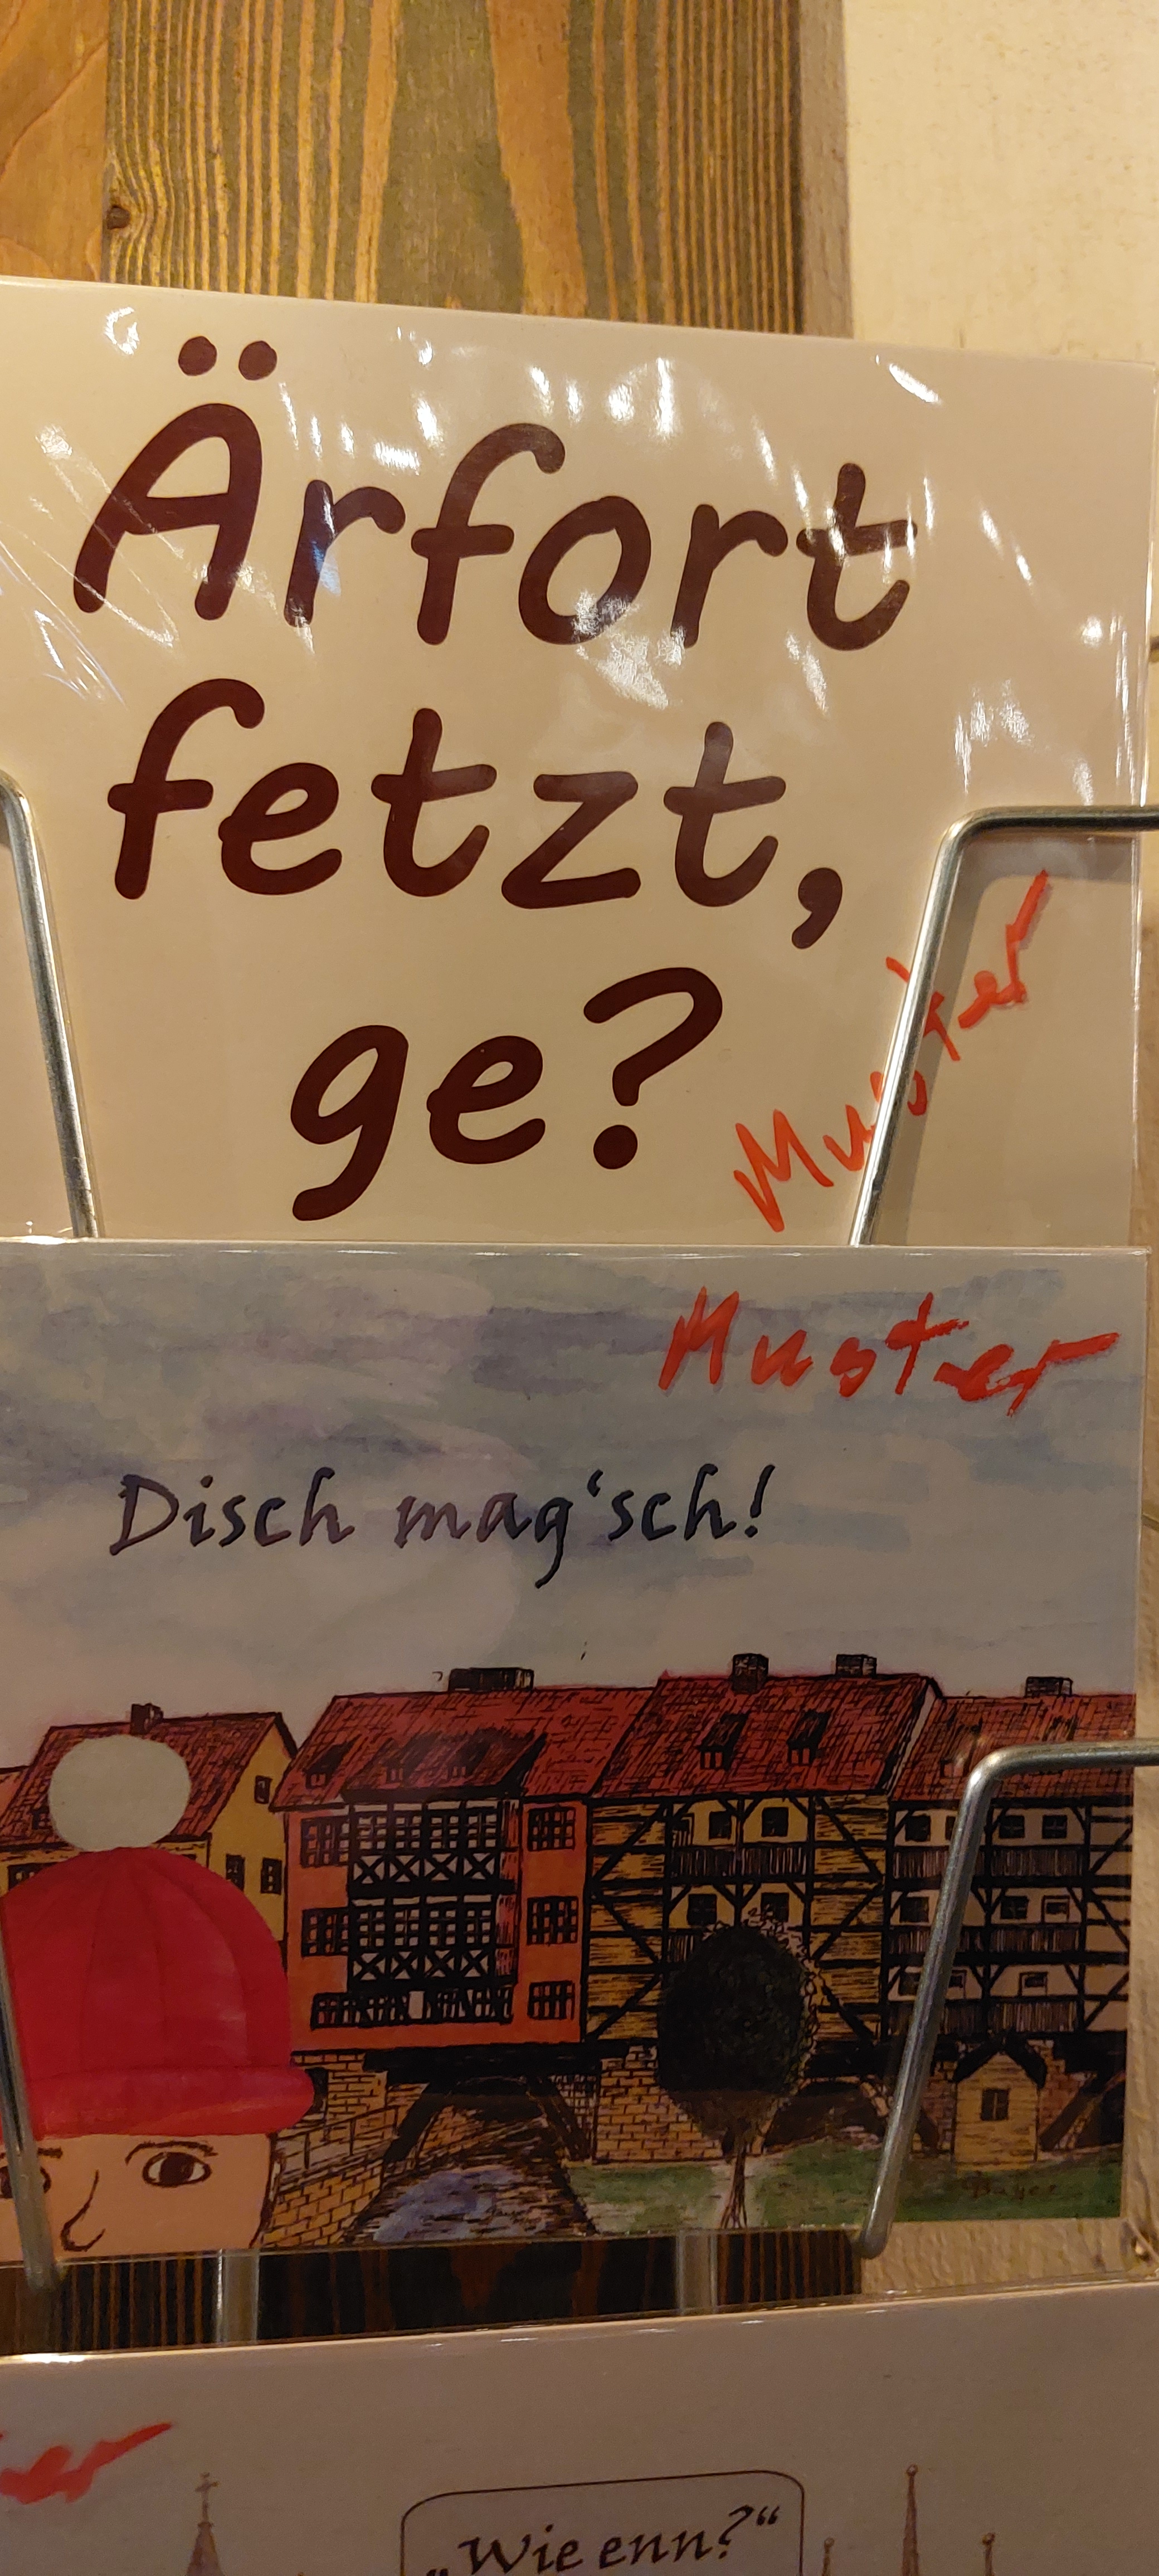 Ärfort
fetzt,
ge?
Muster
Muster
Disch mag‘sch!
„Wie enn?“